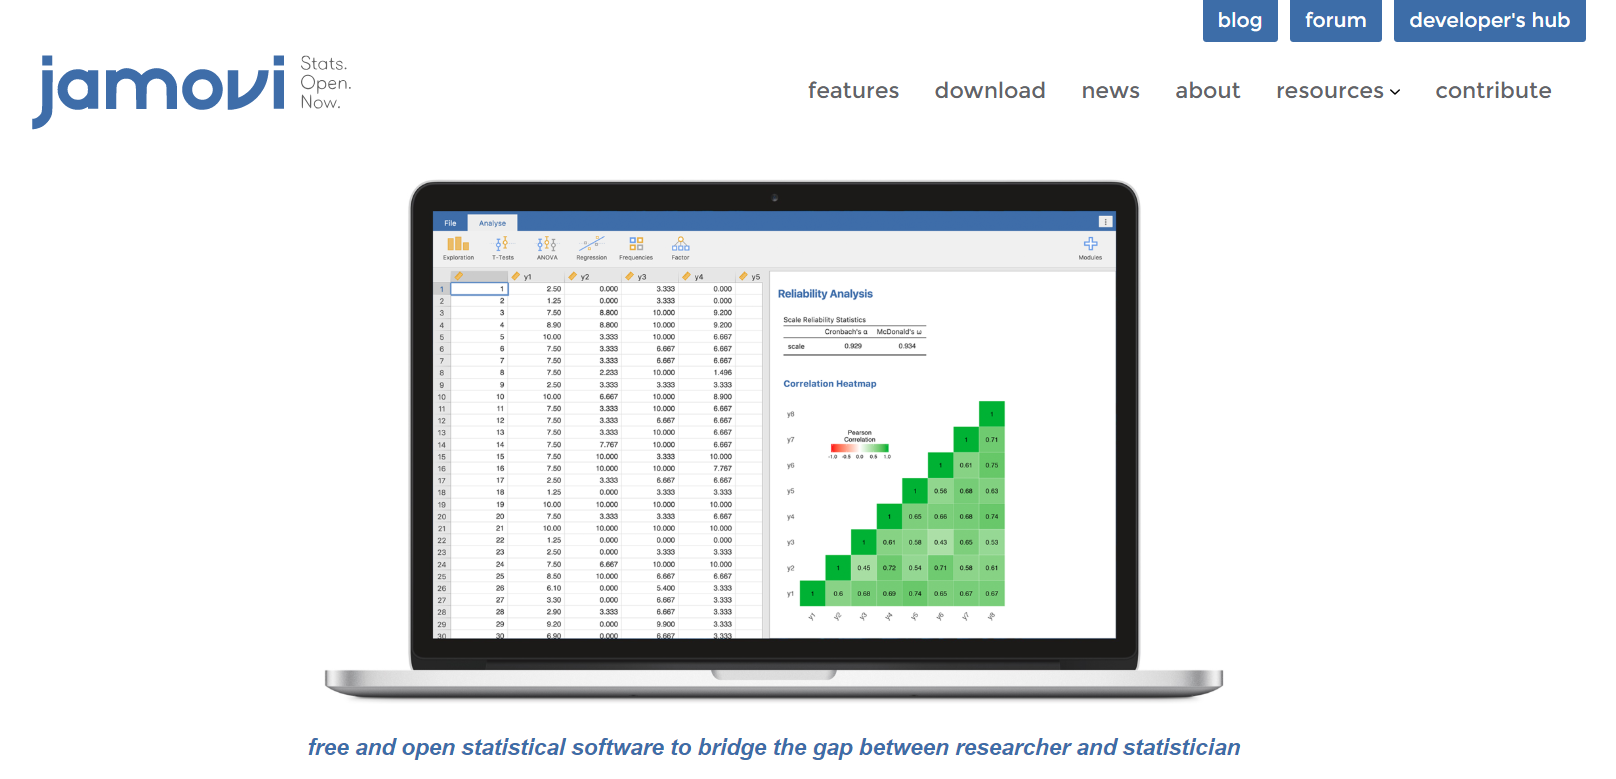 blog forum developer's hub
jamovi Stats.
Open.
Now.
features download news about resources contribute
File Analyse
Exploration T-Tests ANOVA Regression Frequencies Factor Modules
y1 y2 y3 y4 y5
1 1 2.50 0.000 3.333 0.000
2 2 1.25 0.000 3.333 0.000
3 3 7.50 8.800 10.000 9.200
4 4 8.90 8.800 10.000 9.200
5 5 10.00 3.333 10.000 6.667
6 6 7.50 3.333 6.667 6.667
7 7 7.50 3.333 6.667 6.667
8 8 7.50 2.233 10.000 1.496
9 9 2.50 3.333 3.333 3.333
10 10 10.00 6.667 10.000 8.900
11 11 7.50 3.333 10.000 6.667
12 12 7.50 3.333 6.667 6.667
13 13 7.50 3.333 10.000 6.667
14 14 7.50 7.767 10.000 6.667
15 15 7.50 10.000 3.333 10.000
16 16 7.50 10.000 10.000 7.767
17 17 2.50 3.333 6.667 6.667
18 18 1.25 0.000 3.333 3.333
19 19 10.00 10.000 10.000 10.000
20 20 7.50 3.333 3.333 6.667
21 21 10.00 10.000 10.000 10.000
22 22 1.25 0.000 0.000 0.000
23 23 2.50 0.000 3.333 3.333
24 24 7.50 6.667 10.000 10.000
25 25 8.50 10.000 6.667 6.667
26 26 6.10 0.000 5.400 3.333
27 27 3.30 0.000 6.667 3.333
28 28 2.90 3.333 6.667 3.333
29 29 9.20 0.000 9.900 3.333
30 30 6.90 0.000 6.667 3.333
Reliability Analysis
Scale Reliability Statistics
Cronbach's α McDonald's ω
scale 0.929 0.934
Correlation Heatmap
Pearson
Correlation
-1.0 -0.5 0.0 0.5 1.0
y8 1
y7 1 0.71
y6 1 0.61 0.75
y5 1 0.56 0.68 0.63
y4 1 0.65 0.66 0.68 0.74
y3 1 0.61 0.58 0.43 0.65 0.53
y2 1 0.45 0.72 0.54 0.71 0.58 0.61
y1 1 0.6 0.68 0.69 0.74 0.65 0.67 0.67
y1 y2 y3 y4 y5 y6 y7 y8
free and open statistical software to bridge the gap between researcher and statistician